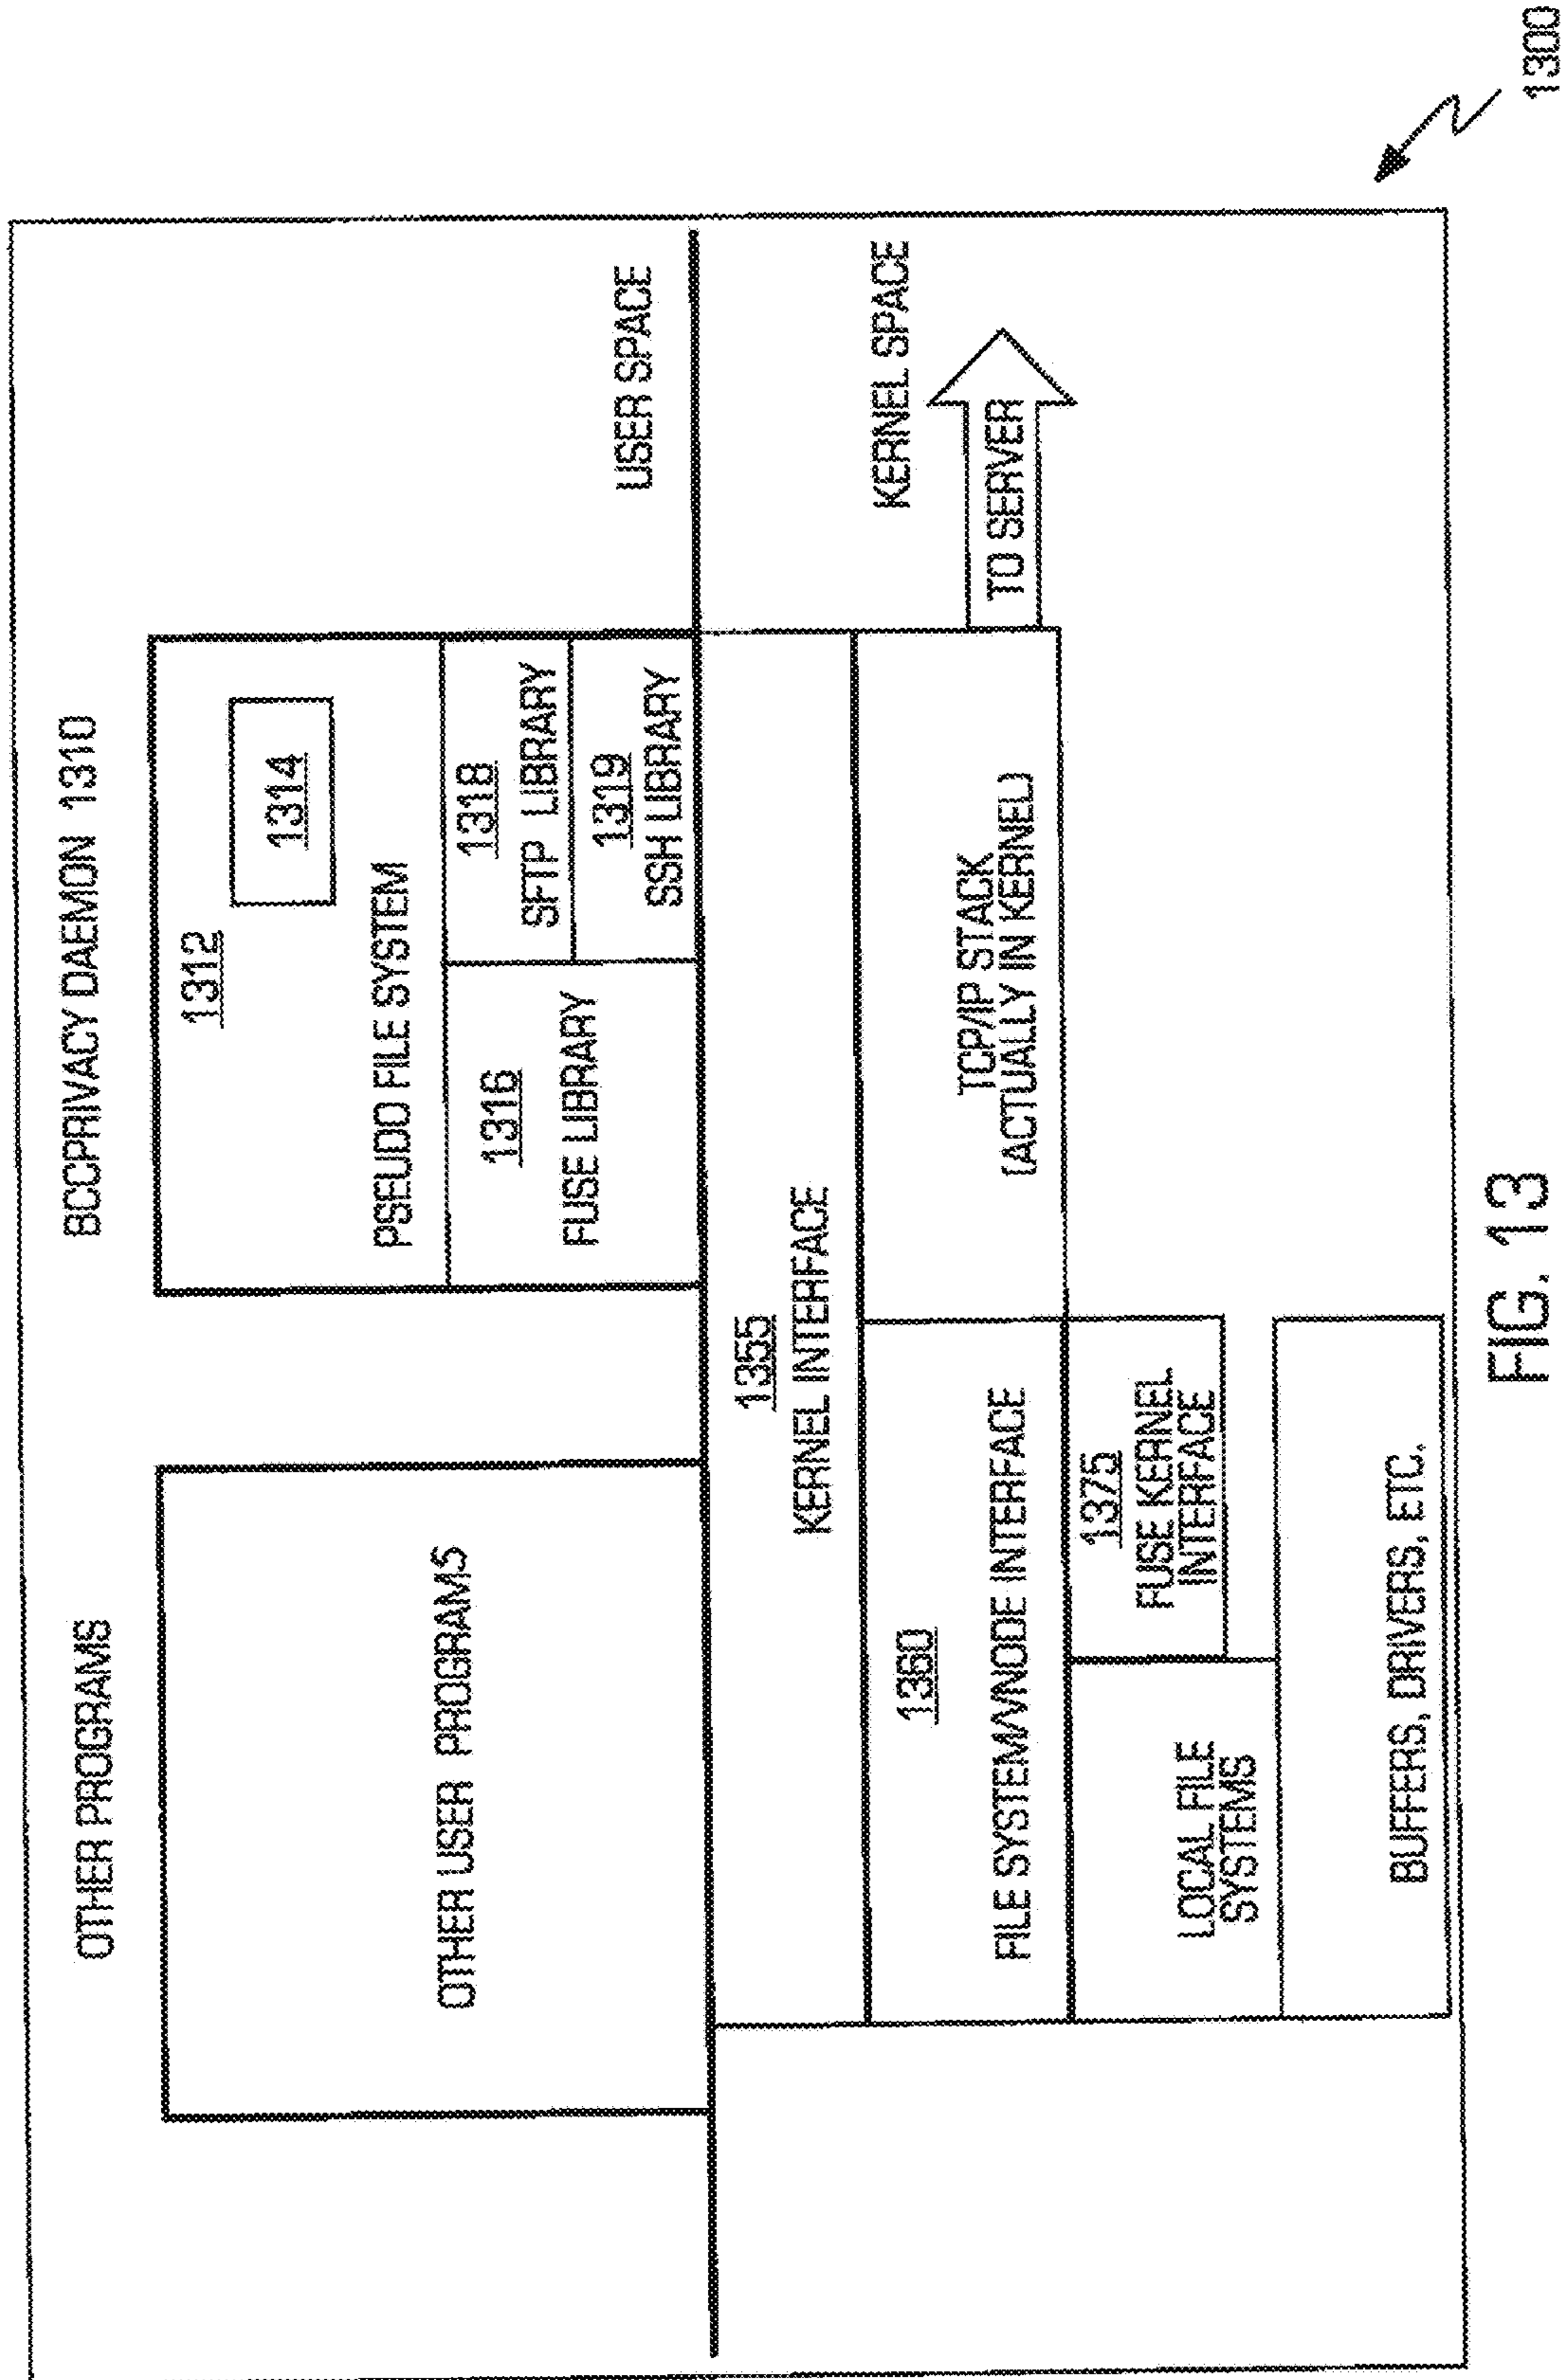 OTHER PROGRAMS
BCCPRIVACY DAEMON 1310
OTHER USER PROGRAMS
1312
1314
PSEUDO FILE SYSTEM
1316
FUSE LIBRARY
1318
SFTP LIBRARY
1319
SSH LIBRARY
USER SPACE
1355
KERNEL INTERFACE
KERNEL SPACE
1360
FILE SYSTEM/VNODE INTERFACE
TCP/IP STACK
(ACTUALLY IN KERNEL)
TO SERVER
LOCAL FILE
SYSTEMS
1375
FUSE KERNEL
INTERFACE
BUFFERS, DRIVERS, ETC.
1300
FIG. 13